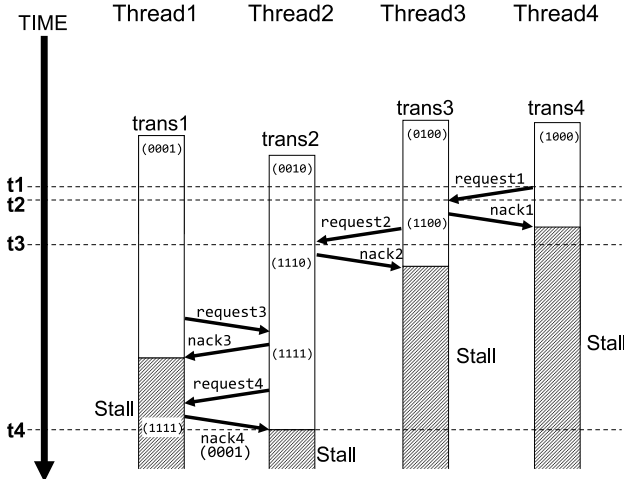 TIME Thread1 Thread2 Thread3 Thread4
trans1 trans2 trans3 trans4
(0001) (0010) (0100) (1000)
t1
request1
t2
nack1
request2
(1100)
t3
nack2
(1110)
request3
nack3
(1111)
Stall
Stall
request4
Stall
(1111)
t4
nack4
(0001)
Stall